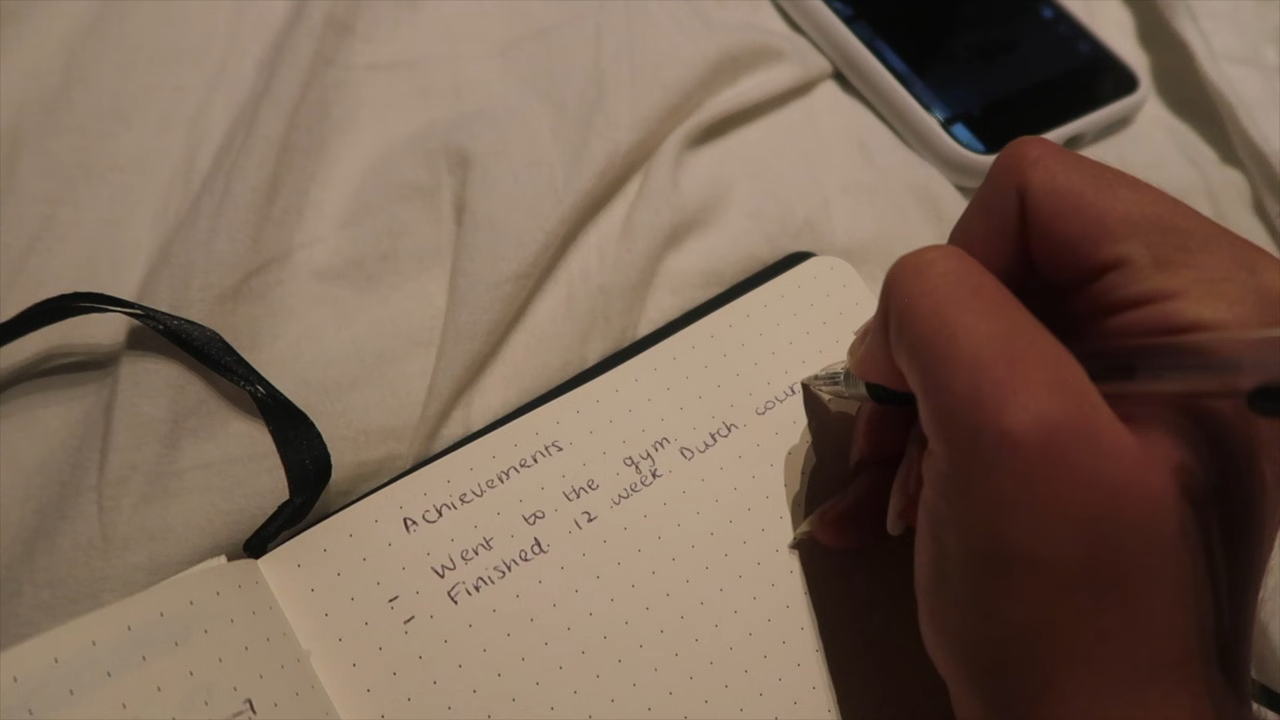 Achievements
- Went to the gym
- Finished 12 week Dutch cour